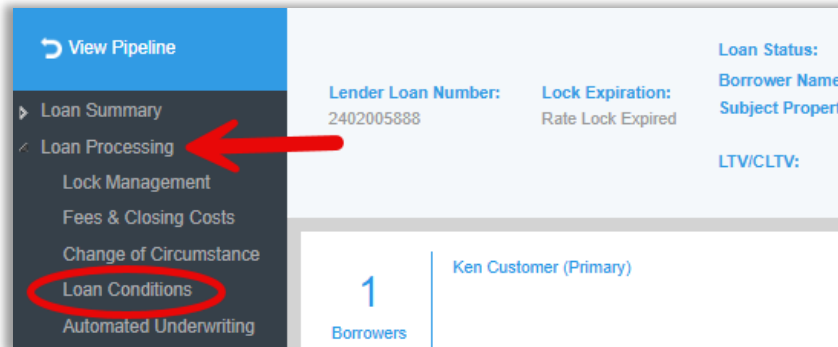 View Pipeline
Loan Summary
Loan Processing
Lock Management
Fees & Closing Costs
Change of Circumstance
Loan Conditions
Automated Underwriting
Lender Loan Number:
2402005888
Lock Expiration:
Rate Lock Expired
Loan Status:
Borrower Name
Subject Propert
LTV/CLTV:
1
Borrowers
Ken Customer (Primary)